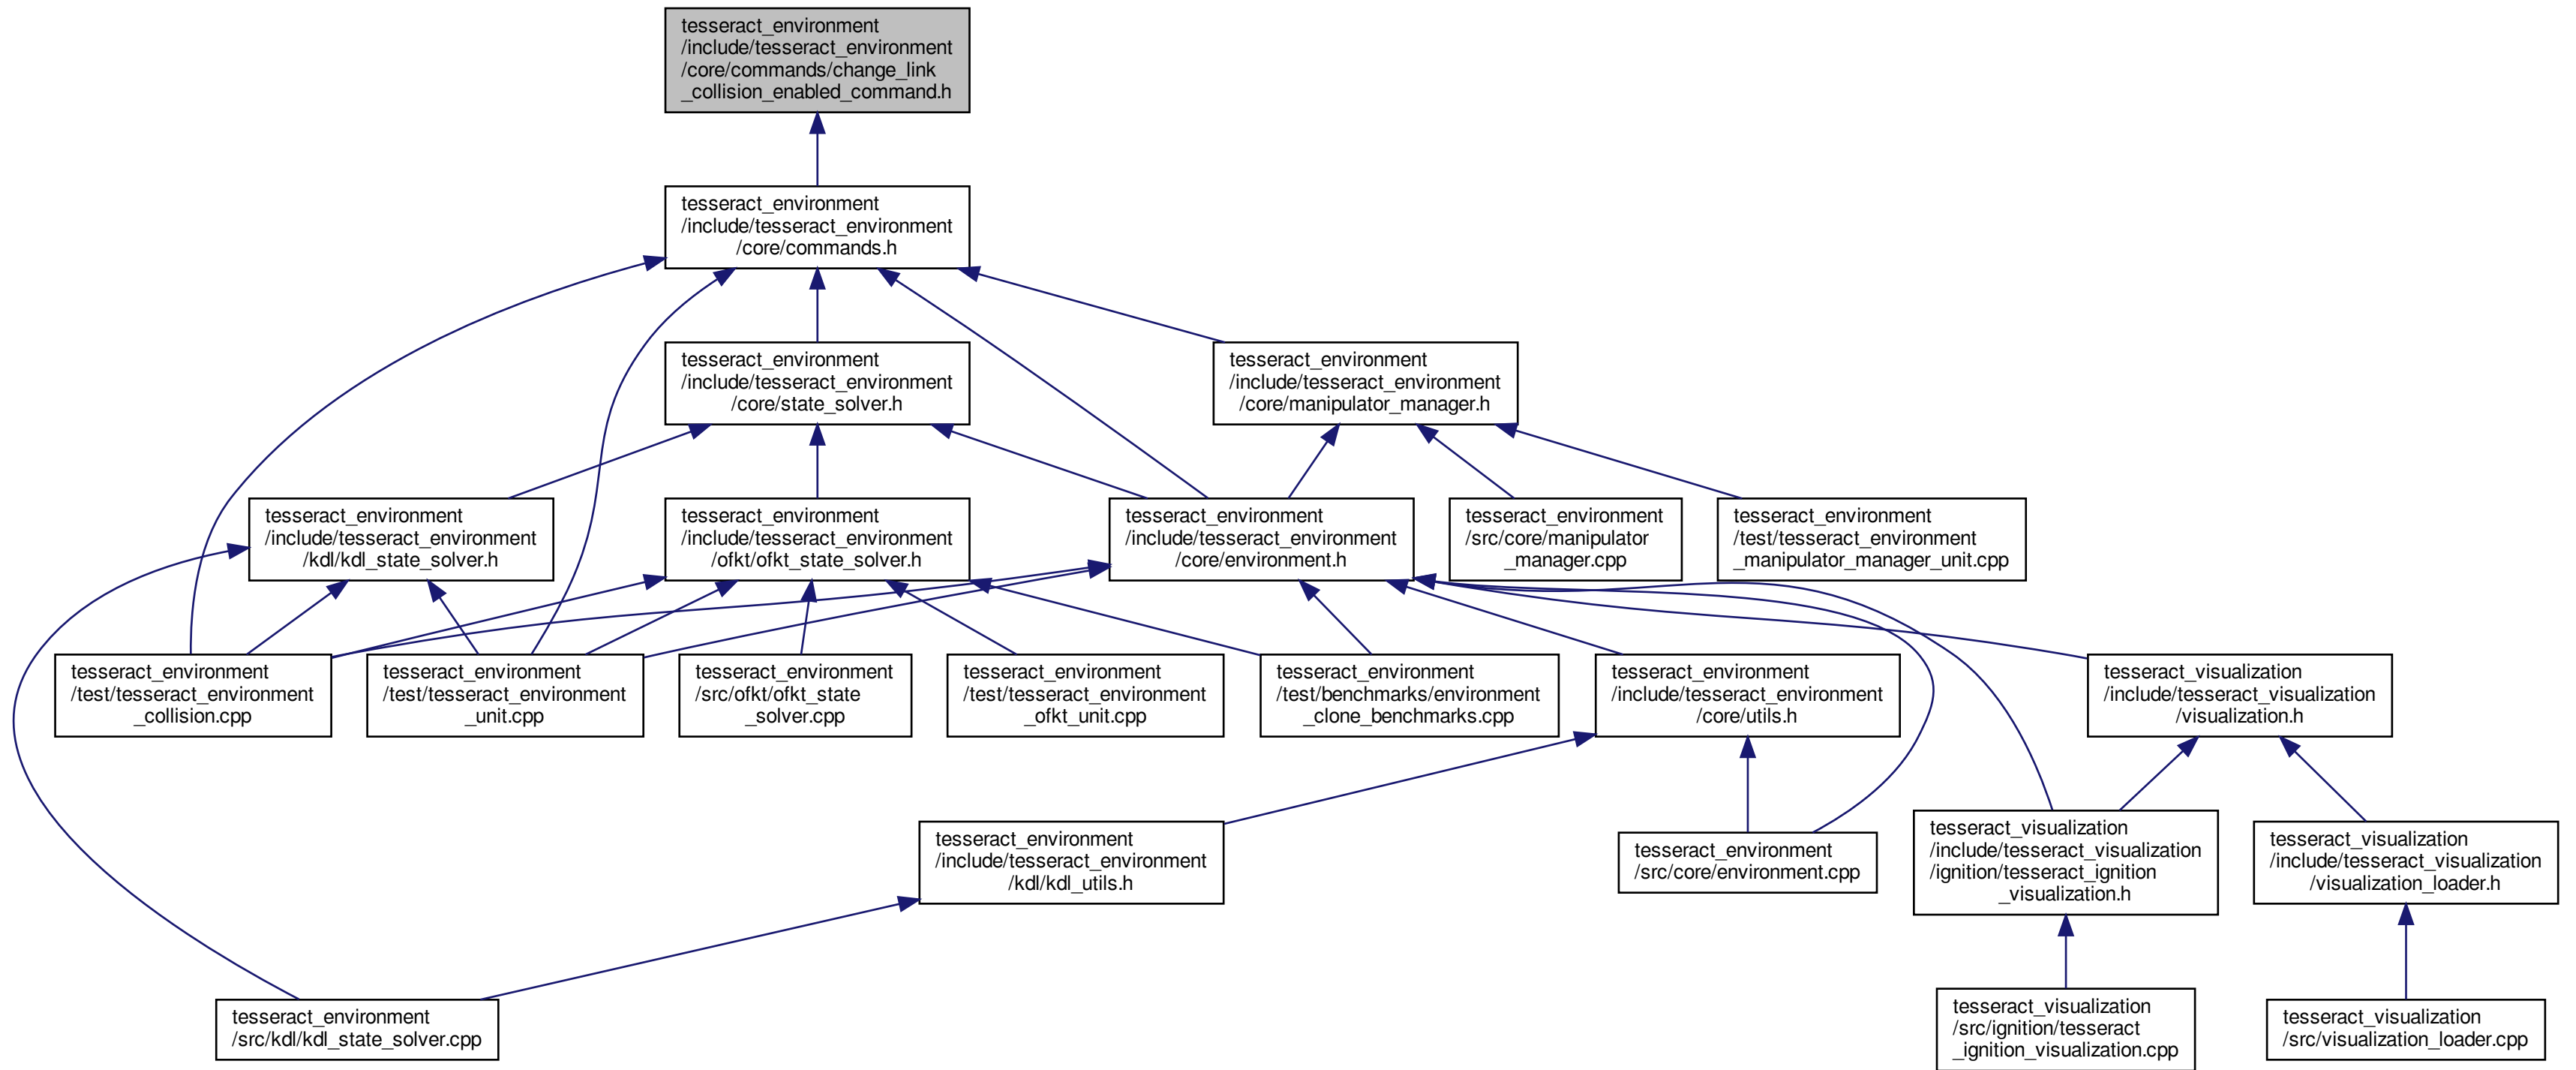 tesseract_environment
/include/tesseract_environment
/core/commands/change_link
_collision_enabled_command.h
tesseract_environment
/include/tesseract_environment
/core/commands.h
tesseract_environment
/include/tesseract_environment
/core/state_solver.h
tesseract_environment
/include/tesseract_environment
/core/manipulator_manager.h
tesseract_environment
/include/tesseract_environment
/kdl/kdl_state_solver.h
tesseract_environment
/include/tesseract_environment
/ofkt/ofkt_state_solver.h
tesseract_environment
/include/tesseract_environment
/core/environment.h
tesseract_environment
/src/core/manipulator
_manager.cpp
tesseract_environment
/test/tesseract_environment
_manipulator_manager_unit.cpp
tesseract_environment
/test/tesseract_environment
_collision.cpp
tesseract_environment
/test/tesseract_environment
_unit.cpp
tesseract_environment
/src/ofkt/ofkt_state
_solver.cpp
tesseract_environment
/test/tesseract_environment
_ofkt_unit.cpp
tesseract_environment
/test/benchmarks/environment
_clone_benchmarks.cpp
tesseract_environment
/include/tesseract_environment
/core/utils.h
tesseract_visualization
/include/tesseract_visualization
/visualization.h
tesseract_environment
/include/tesseract_environment
/kdl/kdl_utils.h
tesseract_environment
/src/core/environment.cpp
tesseract_visualization
/include/tesseract_visualization
/ignition/tesseract_ignition
_visualization.h
tesseract_visualization
/include/tesseract_visualization
/visualization_loader.h
tesseract_environment
/src/kdl/kdl_state_solver.cpp
tesseract_visualization
/src/ignition/tesseract
_ignition_visualization.cpp
tesseract_visualization
/src/visualization_loader.cpp